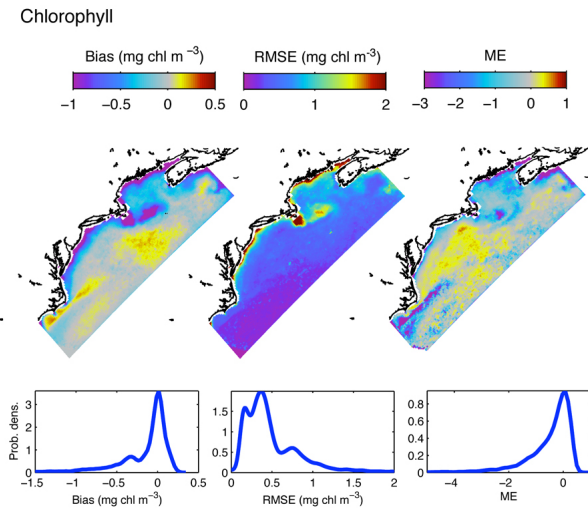 Chlorophyll
Bias (mg chl m⁻³) RMSE (mg chl m⁻³) ME
−1 −0.5 0 0.5 0 1 2 −3 −2 −1 0 1
3 1.5 0.8
2 1 0.6
1 0.5 0.4
0 0 0.2
0
Prob. dens.
−1.5 −1 −0.5 0 0.5 0 0.5 1 1.5 2 −4 −2 0
Bias (mg chl m⁻³) RMSE (mg chl m⁻³) ME